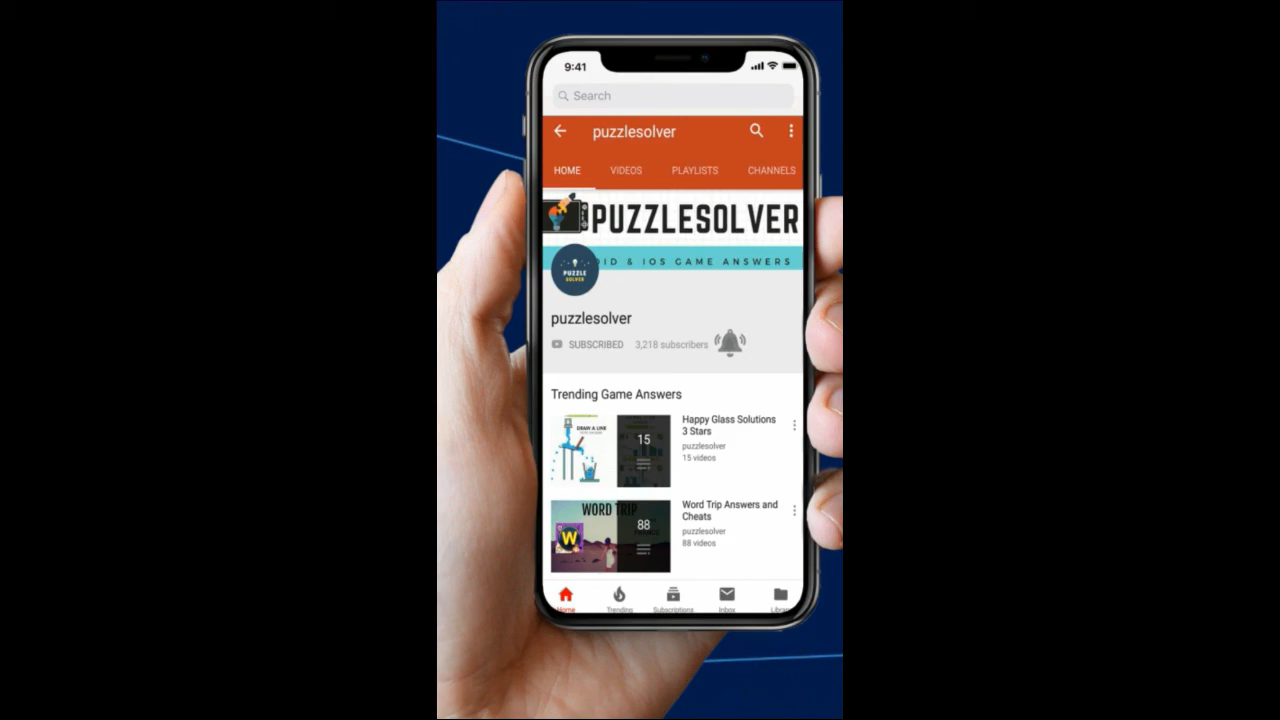 9:41
Search
puzzlesolver
HOME VIDEOS PLAYLISTS CHANNELS
PUZZLESOLVER
OID & IOS GAME ANSWERS
PUZZLE
SOLVER
puzzlesolver
SUBSCRIBED 3,218 subscribers
Trending Game Answers
DRAW A LINE
15
Happy Glass Solutions
3 Stars
puzzlesolver
15 videos
WORD TRIP
W
88
Word Trip Answers and
Cheats
puzzlesolver
88 videos
Home Trending Subscriptions Inbox Library